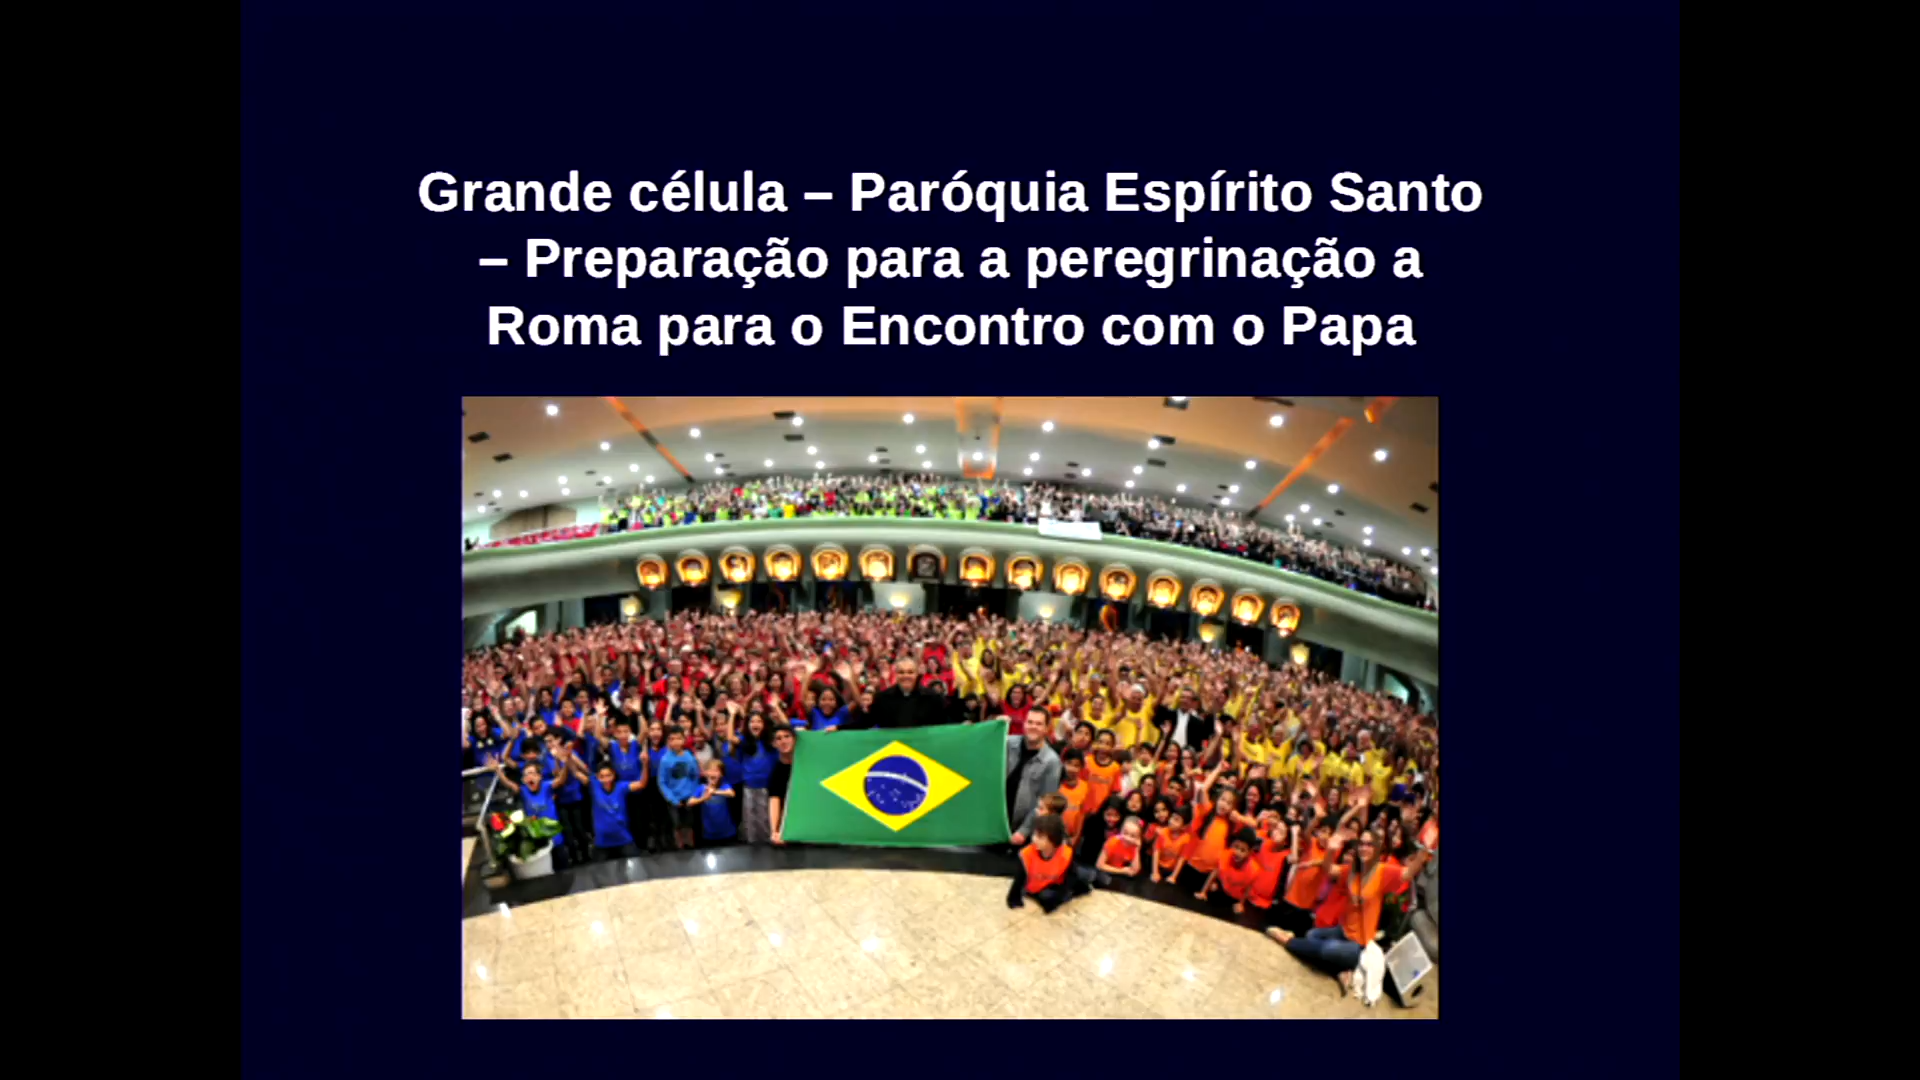 Grande célula – Paróquia Espírito Santo
– Preparação para a peregrinação a
Roma para o Encontro com o Papa